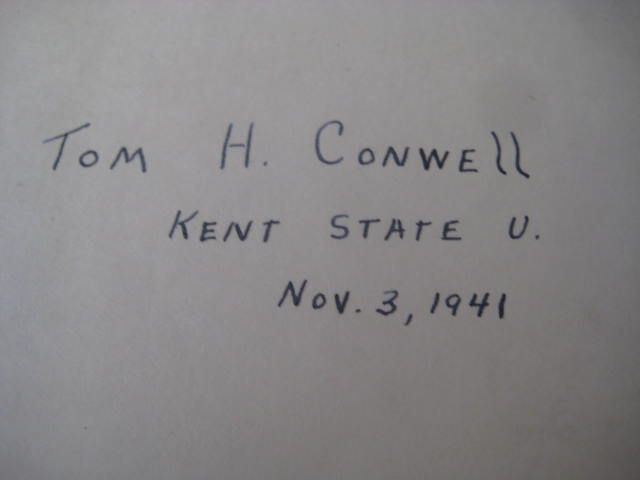 Tom H. Conwell
Kent State U.
Nov. 3, 1941